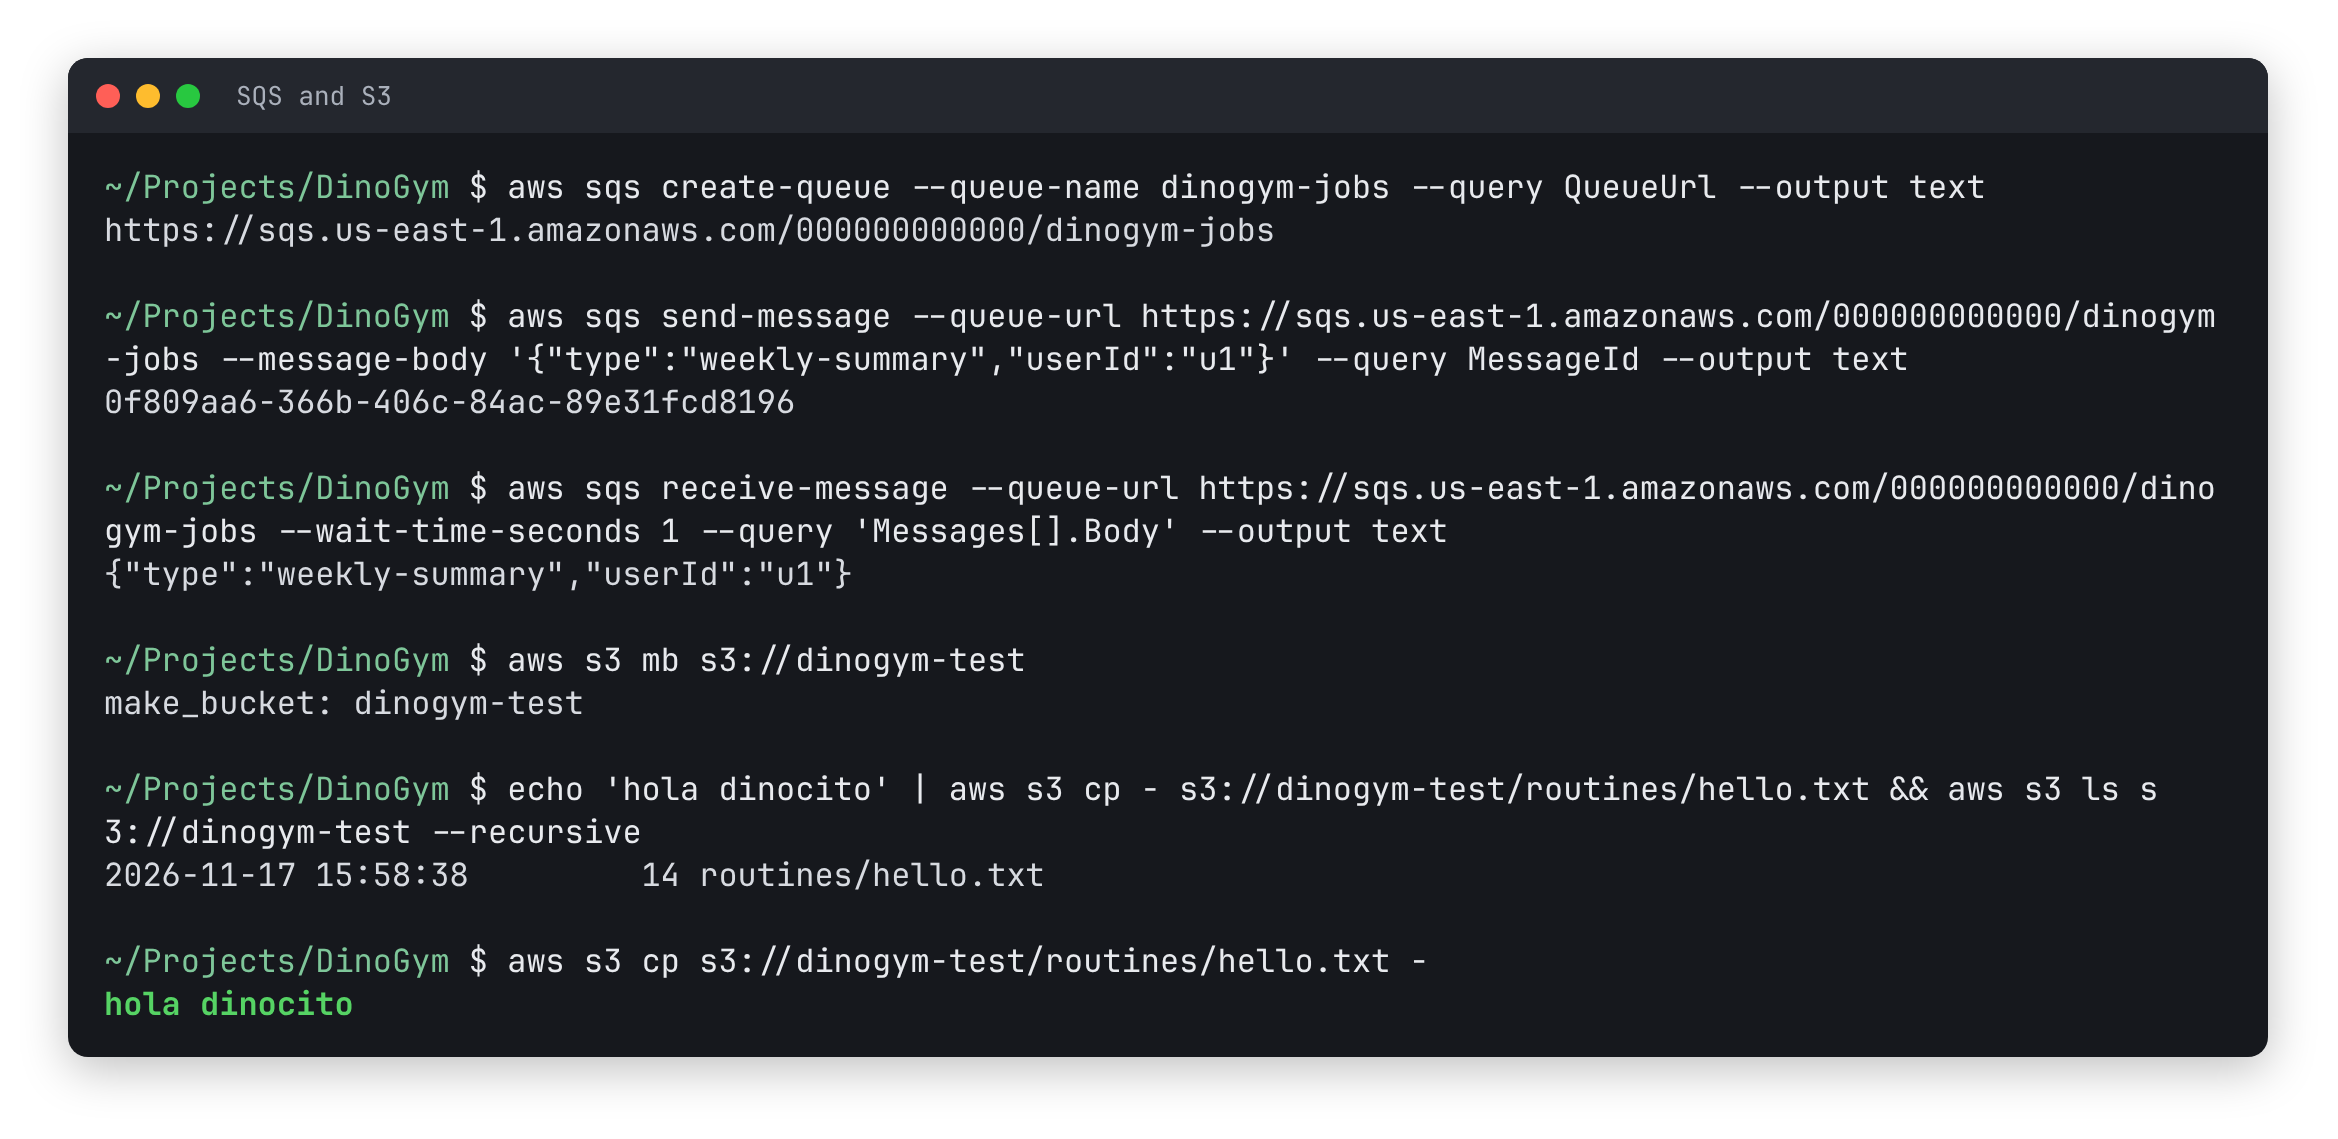 SQS and S3
~/Projects/DinoGym $ aws sqs create-queue --queue-name dinogym-jobs --query QueueUrl --output text
https://sqs.us-east-1.amazonaws.com/000000000000/dinogym-jobs
~/Projects/DinoGym $ aws sqs send-message --queue-url https://sqs.us-east-1.amazonaws.com/000000000000/dinogym
-jobs --message-body '{"type":"weekly-summary","userId":"u1"}' --query MessageId --output text
0f809aa6-366b-406c-84ac-89e31fcd8196
~/Projects/DinoGym $ aws sqs receive-message --queue-url https://sqs.us-east-1.amazonaws.com/000000000000/dino
gym-jobs --wait-time-seconds 1 --query 'Messages[].Body' --output text
{"type":"weekly-summary","userId":"u1"}
~/Projects/DinoGym $ aws s3 mb s3://dinogym-test
make_bucket: dinogym-test
~/Projects/DinoGym $ echo 'hola dinocito' | aws s3 cp - s3://dinogym-test/routines/hello.txt && aws s3 ls s
3://dinogym-test --recursive
2026-11-17 15:58:38         14 routines/hello.txt
~/Projects/DinoGym $ aws s3 cp s3://dinogym-test/routines/hello.txt -
hola dinocito